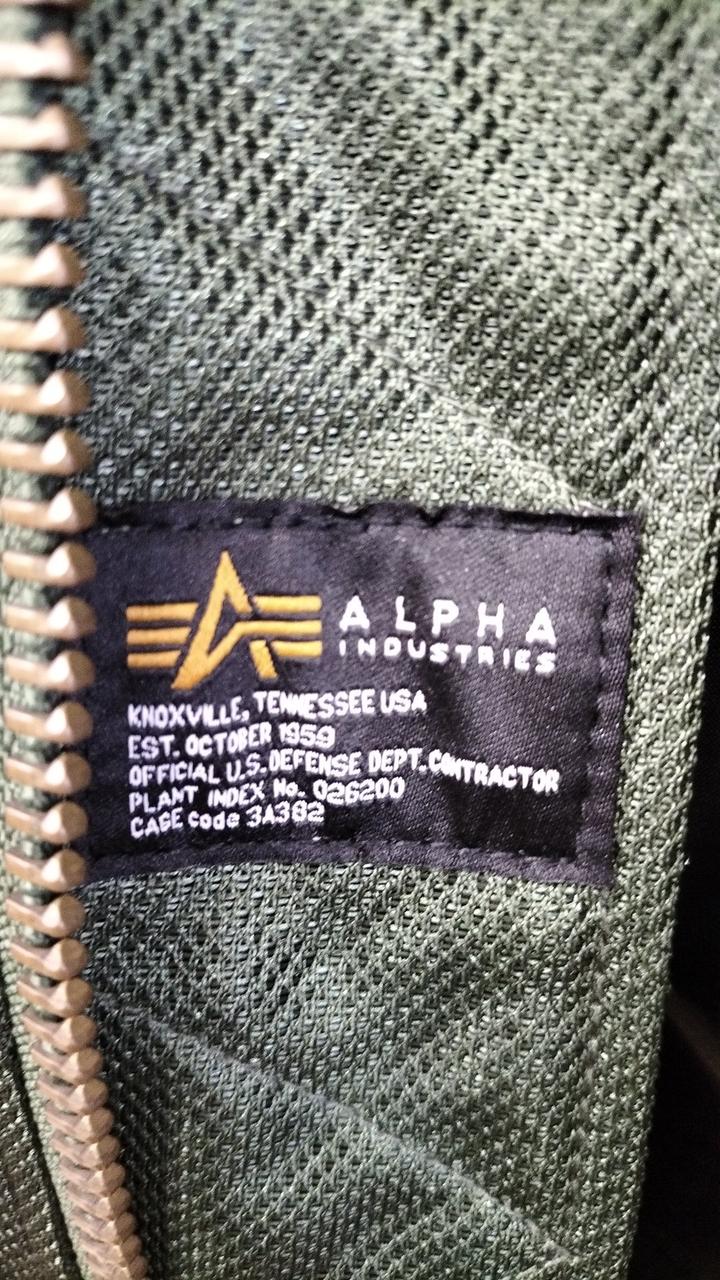 ALPHA
INDUSTRIES
KNOXVILLE, TENNESSEE USA
EST. OCTOBER 1959
OFFICIAL U.S. DEFENSE DEPT. CONTRACTOR
PLANT INDEX No. 026200
CAGE code 3A382